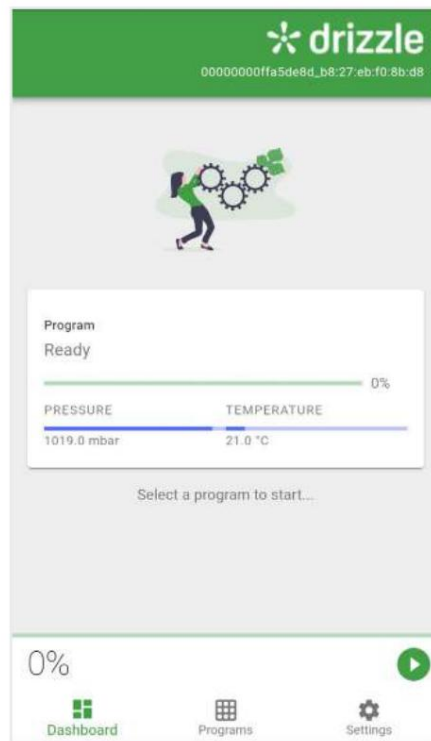 drizzle
00000000ffa5de8d_b8:27:eb:f0:8b:d8
Program
Ready
0%
PRESSURE TEMPERATURE
1019.0 mbar 21.0 °C
Select a program to start...
0%
Dashboard Programs Settings